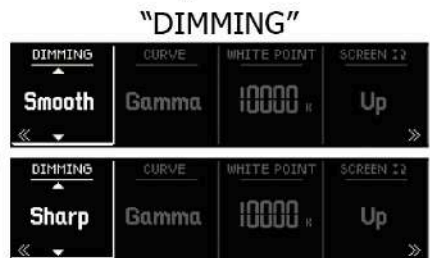 "DIMMING"
DIMMING CURVE WHITE POINT SCREEN
Smooth Gamma 10000 K Up
DIMMING CURVE WHITE POINT SCREEN
Sharp Gamma 10000 K Up